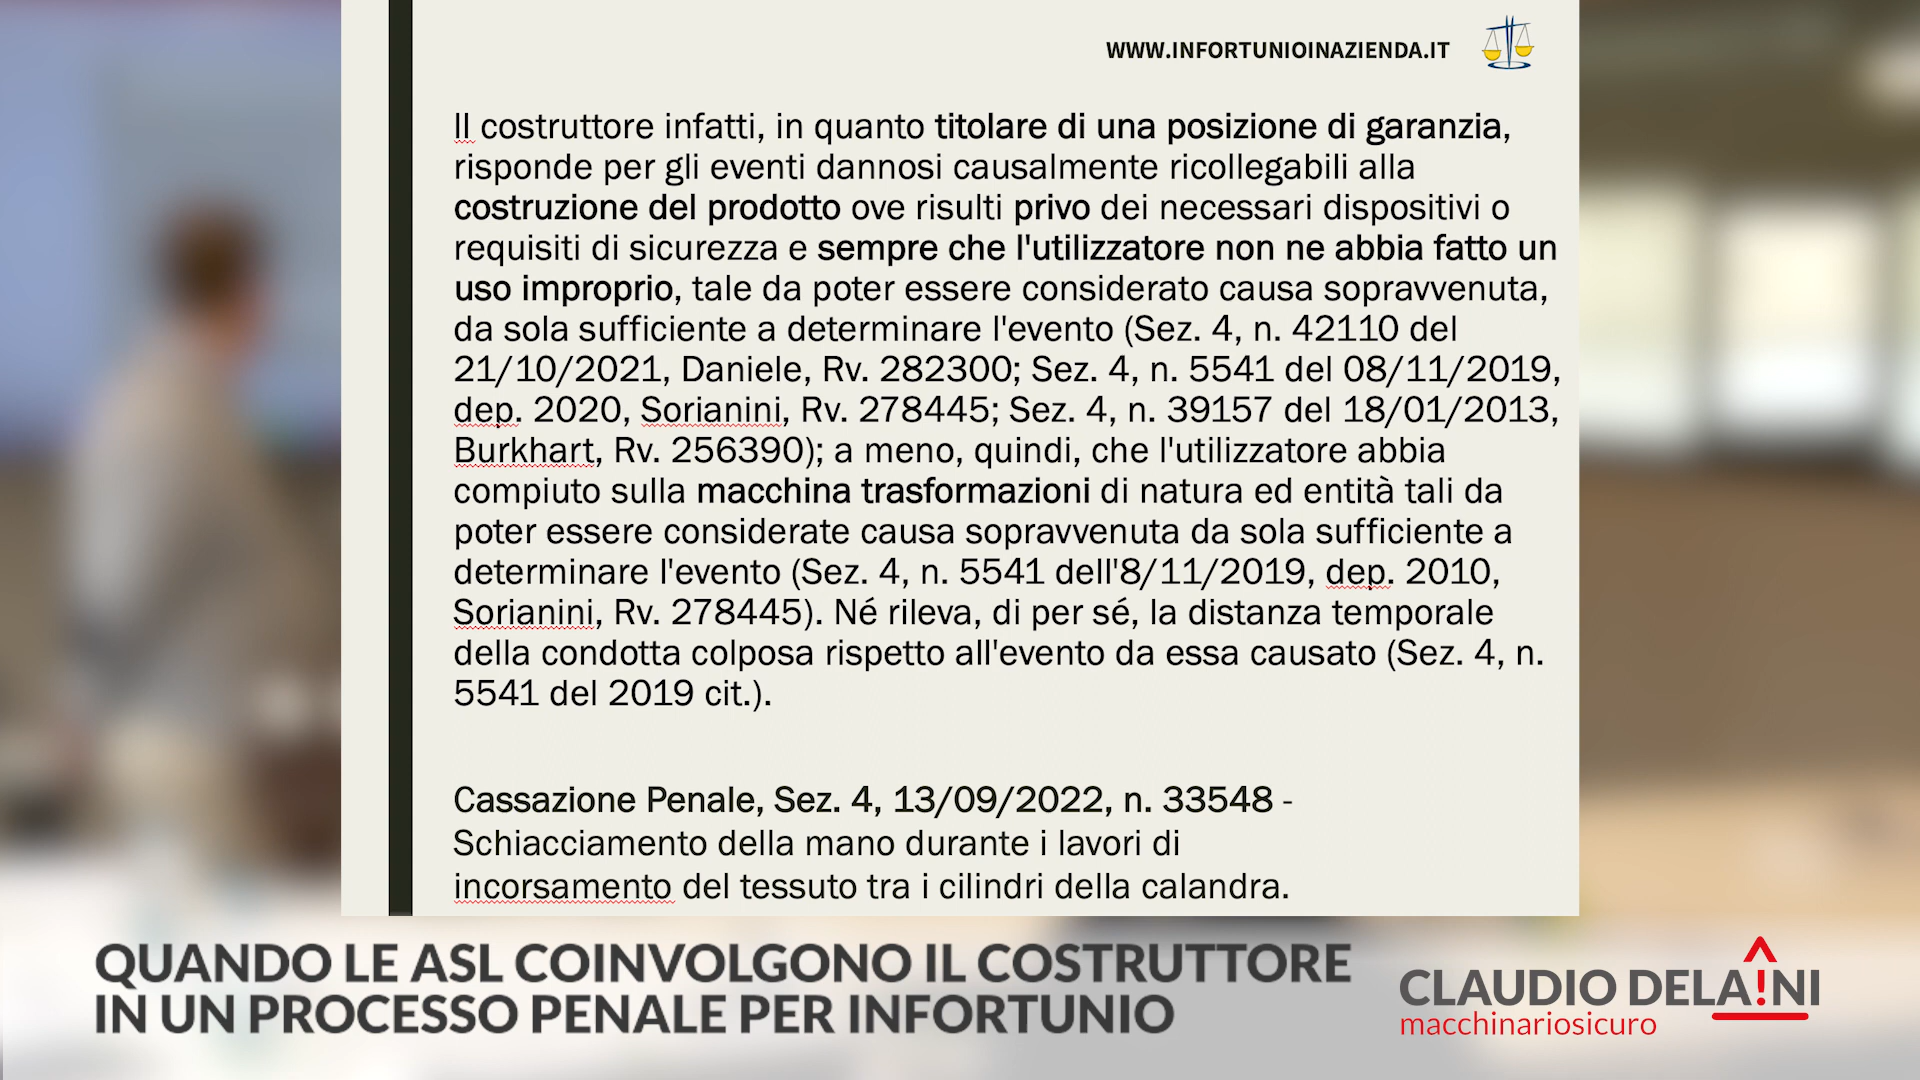 WWW.INFORTUNIOINAZIENDA.IT
Il costruttore infatti, in quanto titolare di una posizione di garanzia,
risponde per gli eventi dannosi causalmente ricollegabili alla
costruzione del prodotto ove risulti privo dei necessari dispositivi o
requisiti di sicurezza e sempre che l'utilizzatore non ne abbia fatto un
uso improprio, tale da poter essere considerato causa sopravvenuta,
da sola sufficiente a determinare l'evento (Sez. 4, n. 42110 del
21/10/2021, Daniele, Rv. 282300; Sez. 4, n. 5541 del 08/11/2019,
dep. 2020, Sorianini, Rv. 278445; Sez. 4, n. 39157 del 18/01/2013,
Burkhart, Rv. 256390); a meno, quindi, che l'utilizzatore abbia
compiuto sulla macchina trasformazioni di natura ed entità tali da
poter essere considerate causa sopravvenuta da sola sufficiente a
determinare l'evento (Sez. 4, n. 5541 dell'8/11/2019, dep. 2010,
Sorianini, Rv. 278445). Né rileva, di per sé, la distanza temporale
della condotta colposa rispetto all'evento da essa causato (Sez. 4, n.
5541 del 2019 cit.).
Cassazione Penale, Sez. 4, 13/09/2022, n. 33548 -
Schiacciamento della mano durante i lavori di
incorsamento del tessuto tra i cilindri della calandra.
QUANDO LE ASL COINVOLGONO IL COSTRUTTORE
IN UN PROCESSO PENALE PER INFORTUNIO
CLAUDIO DELA!NI
macchinariosicuro